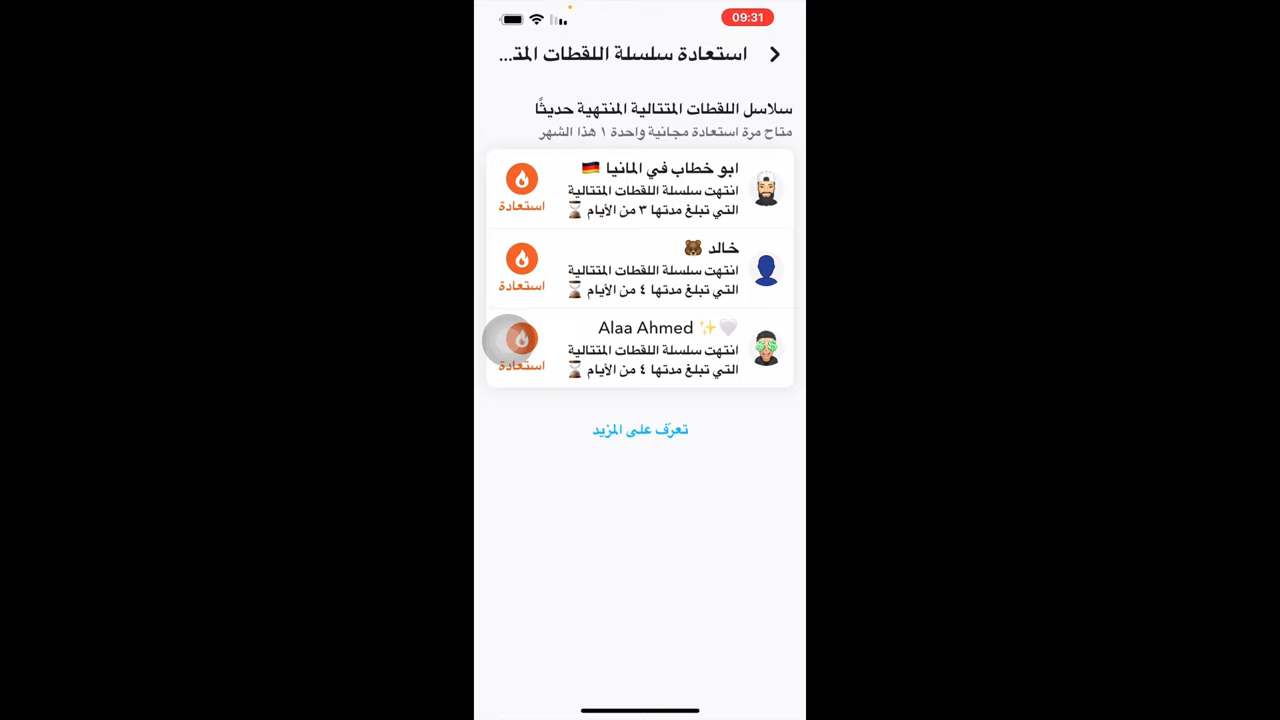 09:31
استعادة سلسلة اللقطات المتـ...
سلاسل اللقطات المتتالية المنتهية حديثًا
متاح مرة استعادة مجانية واحدة ١ هذا الشهر
ابو خطاب في المانيا 🇩🇪
انتهت سلسلة اللقطات المتتالية
التي تبلغ مدتها ٣ من الأيام ⌛
استعادة
خالد 🐻
انتهت سلسلة اللقطات المتتالية
التي تبلغ مدتها ٤ من الأيام ⌛
استعادة
Alaa Ahmed ✨🤍
انتهت سلسلة اللقطات المتتالية
التي تبلغ مدتها ٤ من الأيام ⌛
استعادة
تعرّف على المزيد